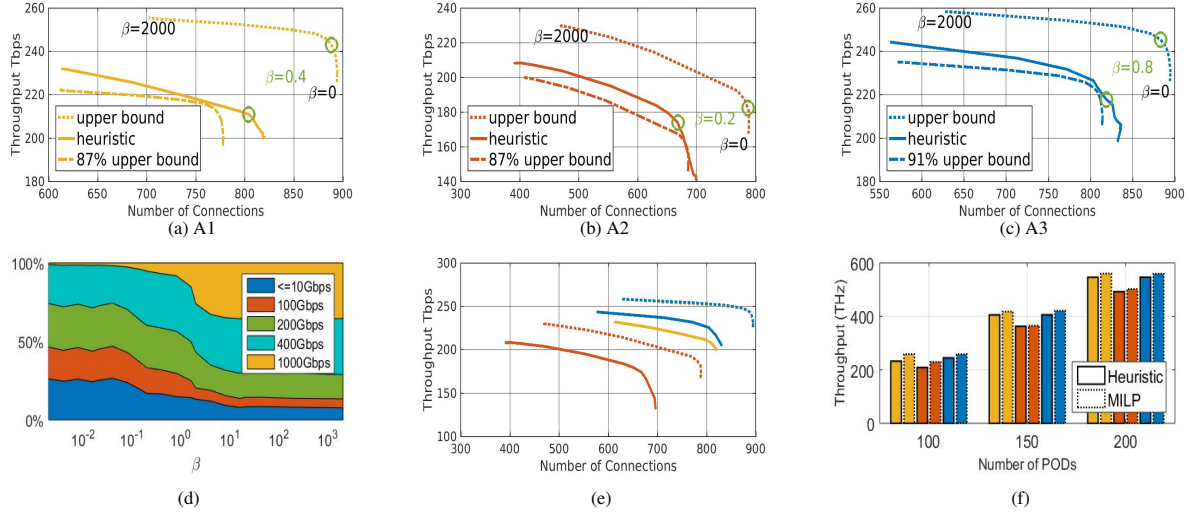 260
240
220
200
180
600
650
700
750
800
850
900
Throughput Tbps
Number of Connections
β=2000
β=0.4
β=0
upper bound
heuristic
87% upper bound
(a) A1
260
240
220
200
180
160
140
300
400
500
600
700
800
Throughput Tbps
Number of Connections
β=2000
β=0.2
β=0
upper bound
heuristic
87% upper bound
(b) A2
260
240
220
200
180
550
600
650
700
750
800
850
900
Throughput Tbps
Number of Connections
β=2000
β=0.8
β=0
upper bound
heuristic
91% upper bound
(c) A3
100%
50%
0%
10⁻²
10⁻¹
10⁰
10¹
10²
10³
β
<=10Gbps
100Gbps
200Gbps
400Gbps
1000Gbps
(d)
300
250
200
150
100
300
400
500
600
700
800
900
Throughput Tbps
Number of Connections
(e)
600
400
200
0
100
150
200
Throughput (THz)
Number of PODs
Heuristic
MILP
(f)